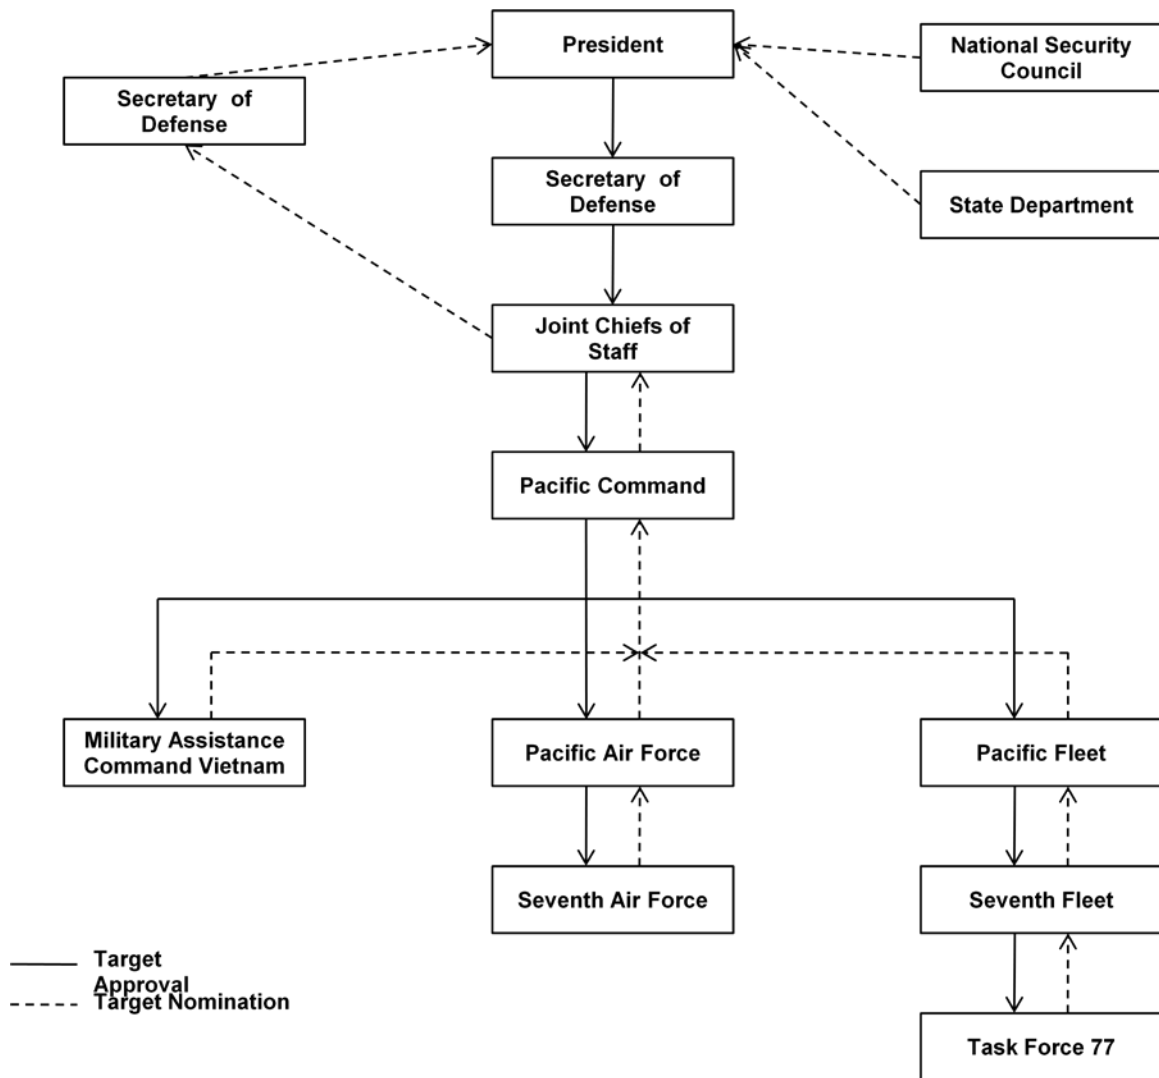 President
National Security
Council
Secretary of
Defense
Secretary of
Defense
State Department
Joint Chiefs of
Staff
Pacific Command
Military Assistance
Command Vietnam
Pacific Air Force
Pacific Fleet
Seventh Air Force
Seventh Fleet
Target
Approval
Target Nomination
Task Force 77